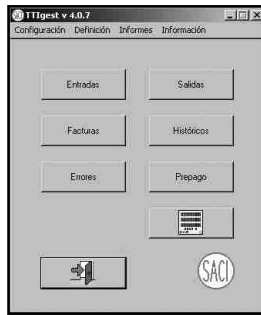 TTIgest v 4.0.7
Configuración Definición Informes Información
Entradas Salidas
Facturas Históricos
Errores Prepago
SACI